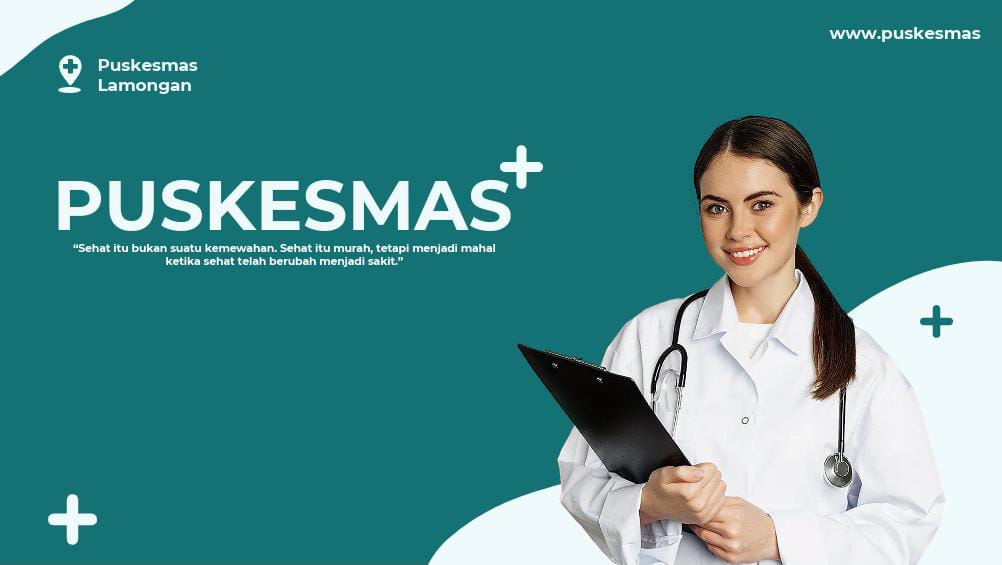 www.puskesmas
Puskesmas
Lamongan
PUSKESMAS
“Sehat itu bukan suatu kemewahan. Sehat itu murah, tetapi menjadi mahal
ketika sehat telah berubah menjadi sakit.”